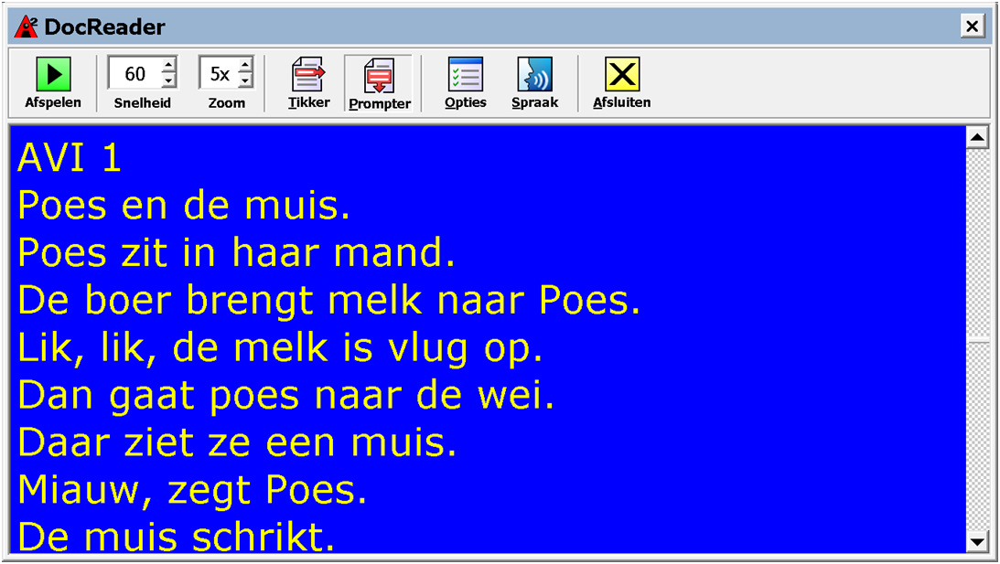 DocReader
60 5x
Afspelen Snelheid Zoom Tikker Prompter Opties Spraak Afsluiten
AVI 1
Poes en de muis.
Poes zit in haar mand.
De boer brengt melk naar Poes.
Lik, lik, de melk is vlug op.
Dan gaat poes naar de wei.
Daar ziet ze een muis.
Miauw, zegt Poes.
De muis schrikt.